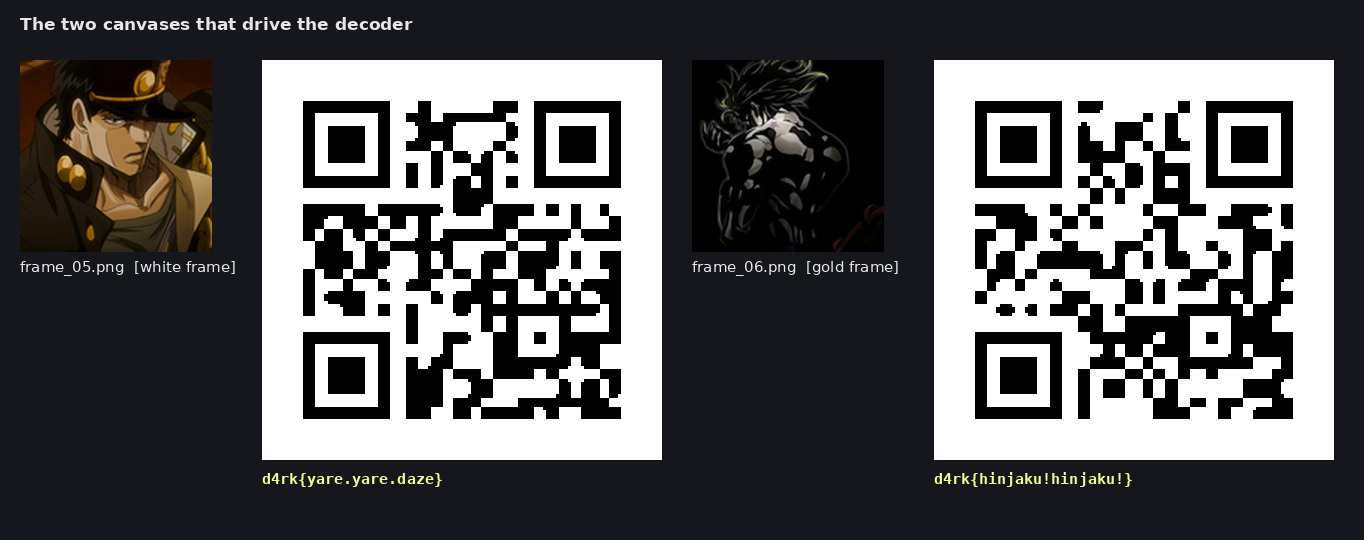 The two canvases that drive the decoder
frame_05.png  [white frame]
frame_06.png  [gold frame]
d4rk{yare.yare.daze}
d4rk{hinjaku!hinjaku!}